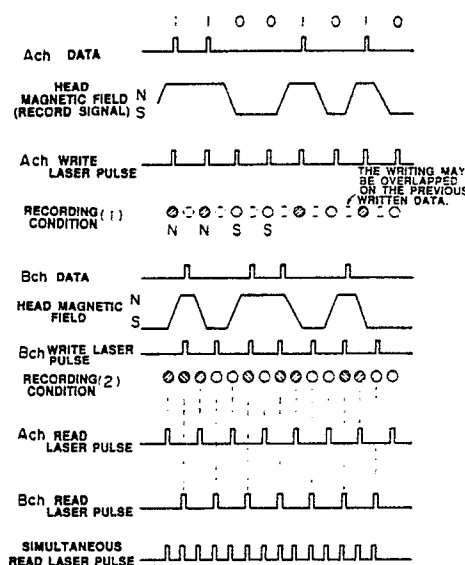 1 1 0 0 1 0 1 0
Ach DATA
HEAD
MAGNETIC FIELD N
(RECORD SIGNAL) S
Ach WRITE
LASER PULSE
THE WRITING MAY
BE OVERLAPPED
ON THE PREVIOUS
WRITTEN DATA.
RECORDING (1)
CONDITION
N N S S
Bch DATA
HEAD MAGNETIC N
FIELD S
Bch WRITE LASER
PULSE
RECORDING (2)
CONDITION
Ach READ
LASER PULSE
Bch READ
LASER PULSE
SIMULTANEOUS
READ LASER PULSE